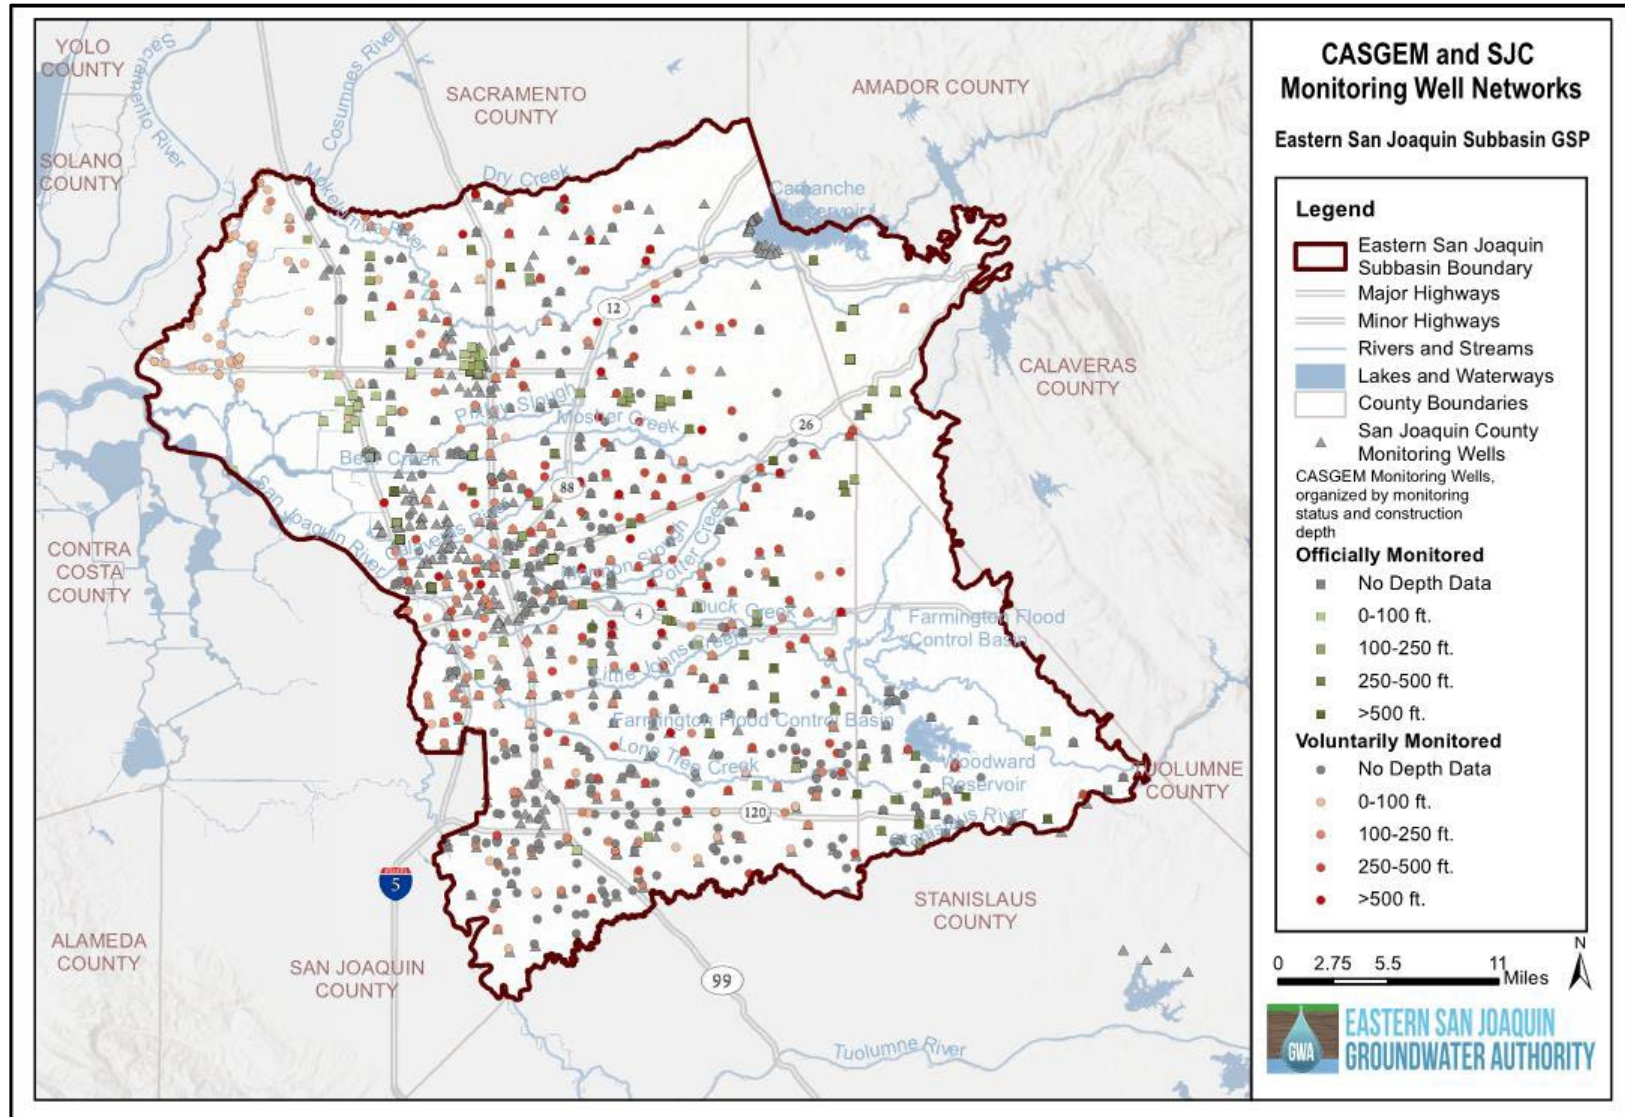 YOLO
COUNTY
Sacramento River
Cosumnes River
SACRAMENTO
COUNTY
AMADOR COUNTY
SOLANO
COUNTY
Mokelumne River
Dry Creek
Camanche
Reservoir
12
CALAVERAS
COUNTY
Pixley Slough
Mosher Creek
26
Bear Creek
88
San Joaquin River
Calaveras River
Mormon Slough
Potter Creek
CONTRA
COSTA
COUNTY
4
Duck Creek
Farmington Flood
Control Basin
Little Johns Creek
Farmington Flood Control Basin
Lone Tree Creek
Woodward
Reservoir
TUOLUMNE
COUNTY
120
Stanislaus River
5
STANISLAUS
COUNTY
ALAMEDA
COUNTY
SAN JOAQUIN
COUNTY
99
Tuolumne River
CASGEM and SJC
Monitoring Well Networks
Eastern San Joaquin Subbasin GSP
Legend
Eastern San Joaquin
Subbasin Boundary
Major Highways
Minor Highways
Rivers and Streams
Lakes and Waterways
County Boundaries
San Joaquin County
Monitoring Wells
CASGEM Monitoring Wells,
organized by monitoring
status and construction
depth
Officially Monitored
No Depth Data
0-100 ft.
100-250 ft.
250-500 ft.
>500 ft.
Voluntarily Monitored
No Depth Data
0-100 ft.
100-250 ft.
250-500 ft.
>500 ft.
N
0 2.75 5.5 11
Miles
GWA
EASTERN SAN JOAQUIN
GROUNDWATER AUTHORITY